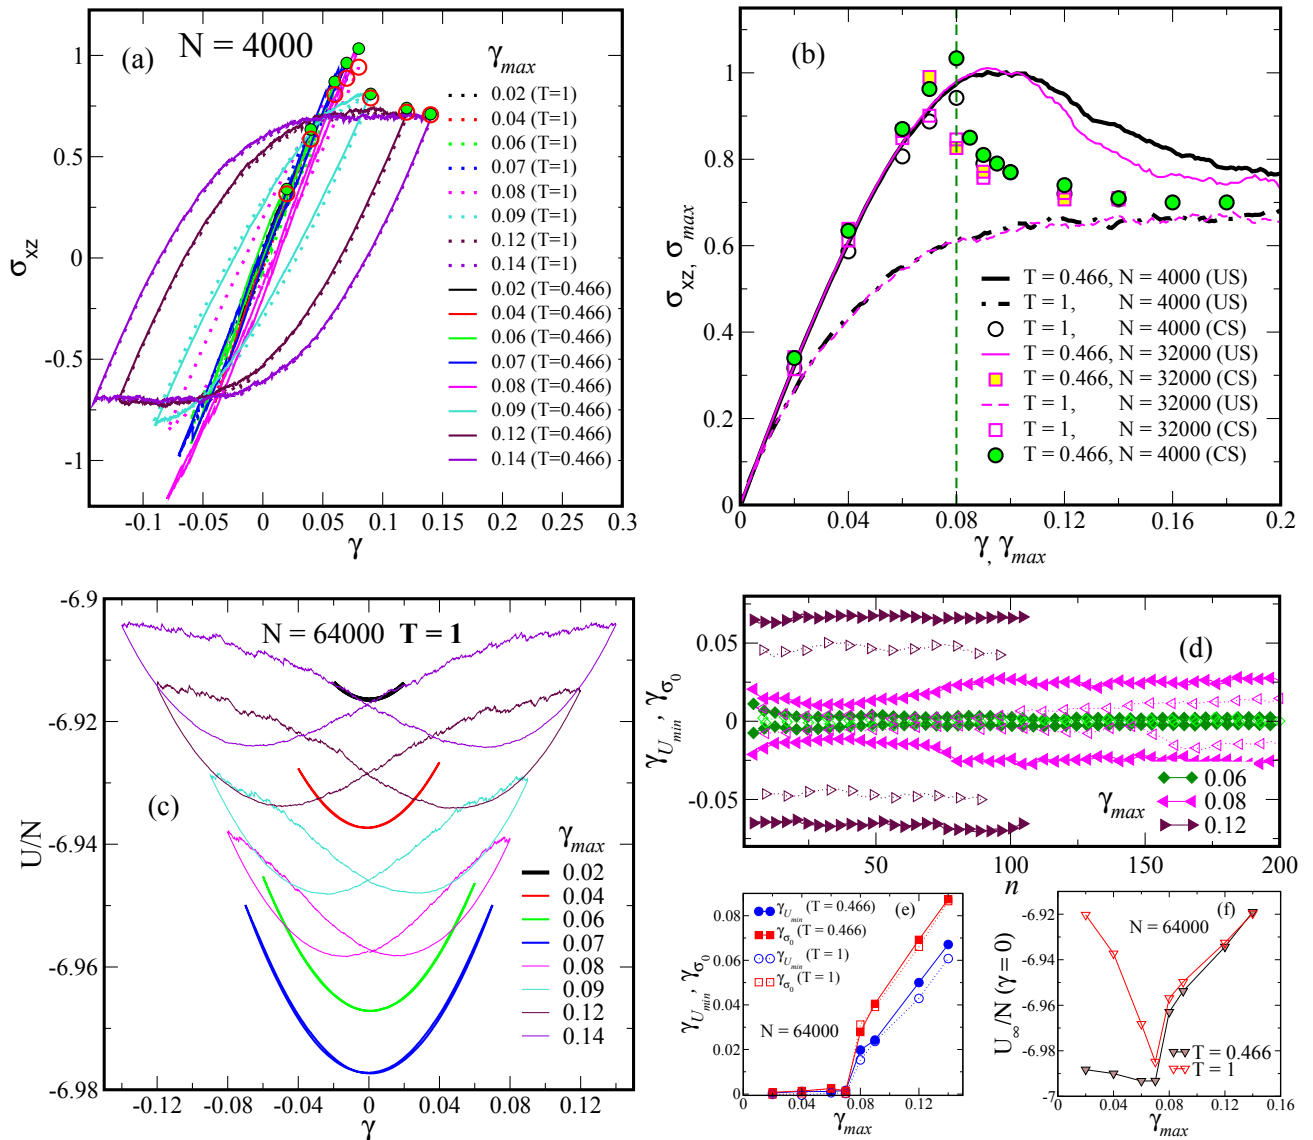 (a)
N = 4000
γmax
0.02 (T=1)
0.04 (T=1)
0.06 (T=1)
0.07 (T=1)
0.08 (T=1)
0.09 (T=1)
0.12 (T=1)
0.14 (T=1)
0.02 (T=0.466)
0.04 (T=0.466)
0.06 (T=0.466)
0.07 (T=0.466)
0.08 (T=0.466)
0.09 (T=0.466)
0.12 (T=0.466)
0.14 (T=0.466)
1
0.5
0
-0.5
-1
σxz
-0.1 -0.05 0 0.05 0.1 0.15 0.2 0.25 0.3
γ
(b)
1
0.8
0.6
0.4
0.2
0
σxz, σmax
T = 0.466, N = 4000 (US)
T = 1, N = 4000 (US)
T = 1, N = 4000 (CS)
T = 0.466, N = 32000 (US)
T = 0.466, N = 32000 (CS)
T = 1, N = 32000 (US)
T = 1, N = 32000 (CS)
T = 0.466, N = 4000 (CS)
0 0.04 0.08 0.12 0.16 0.2
γ, γmax
(c)
N = 64000 T = 1
-6.9
-6.92
-6.94
-6.96
-6.98
U/N
γmax
0.02
0.04
0.06
0.07
0.08
0.09
0.12
0.14
-0.12 -0.08 -0.04 0 0.04 0.08 0.12
γ
(d)
0.05
0
-0.05
γUmin, γσ0
γmax
0.06
0.08
0.12
50 100 150 200
n
(e)
0.08
0.06
0.04
0.02
0
γUmin, γσ0
γUmin (T = 0.466)
γσ0 (T = 0.466)
γUmin (T = 1)
γσ0 (T = 1)
N = 64000
0 0.04 0.08 0.12
γmax
(f)
N = 64000
-6.92
-6.94
-6.96
-6.98
-7
U∞/N (γ = 0)
T = 0.466
T = 1
0 0.04 0.08 0.12 0.16
γmax